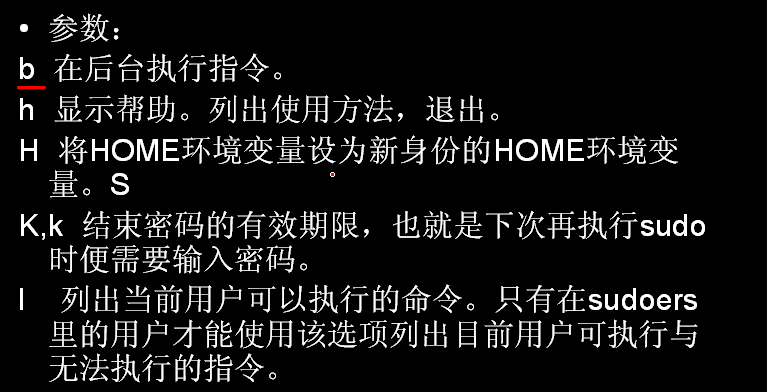 • 参数：
b 在后台执行指令。
h 显示帮助。列出使用方法，退出。
H 将HOME环境变量设为新身份的HOME环境变
量。S
K,k 结束密码的有效期限，也就是下次再执行sudo
时便需要输入密码。
l 列出当前用户可以执行的命令。只有在sudoers
里的用户才能使用该选项列出目前用户可执行与
无法执行的指令。